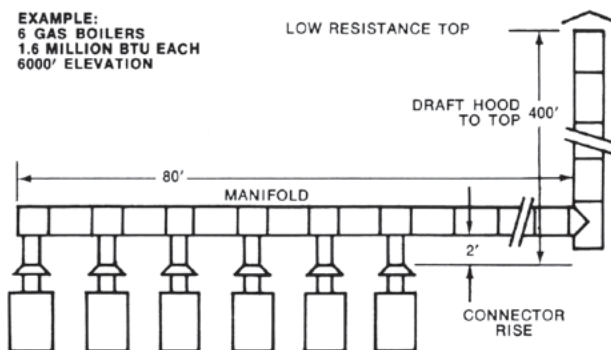 EXAMPLE:
6 GAS BOILERS
1.6 MILLION BTU EACH
6000' ELEVATION
LOW RESISTANCE TOP
DRAFT HOOD
TO TOP
400'
80'
MANIFOLD
2'
CONNECTOR
RISE